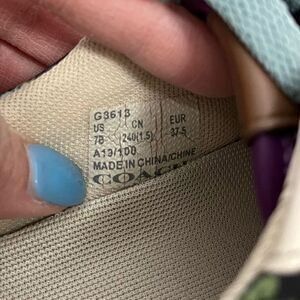 G3613
US CN EUR
7B 240(1.5) 37.5
A13/100
MADE IN CHINA/CHINE
COACH